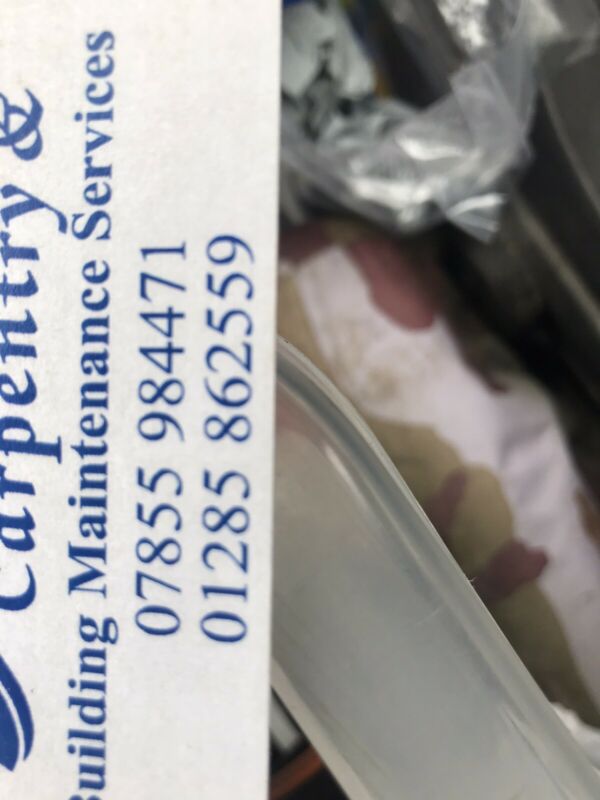 Carpentry &
Building Maintenance Services
07855 984471
01285 862559